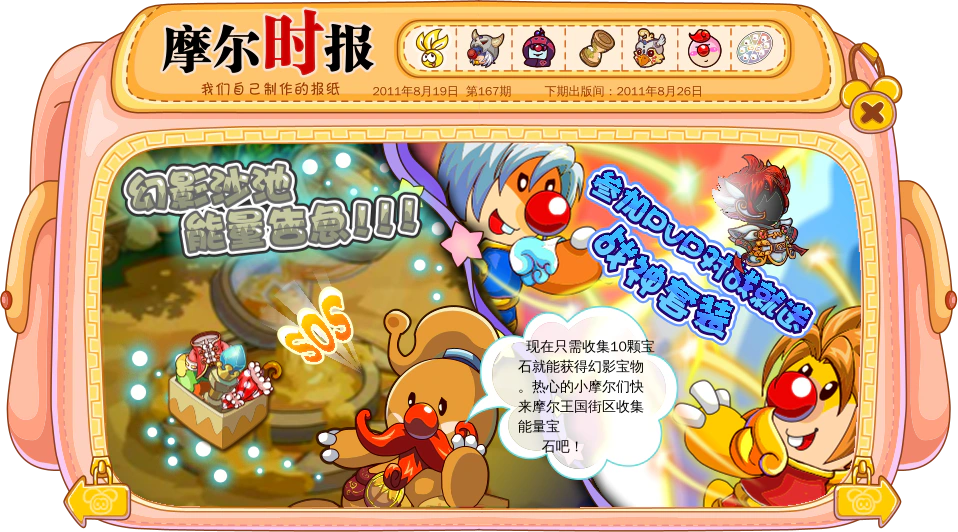 摩尔时报
我们自己制作的报纸
2011年8月19日 第167期 下期出版间：2011年8月26日
幻影沙池
能量告急!!!
参加PvP对战就送
战神套装
SOS
现在只需收集10颗宝
石就能获得幻影宝物
。热心的小摩尔们快
来摩尔王国街区收集
能量宝
石吧！